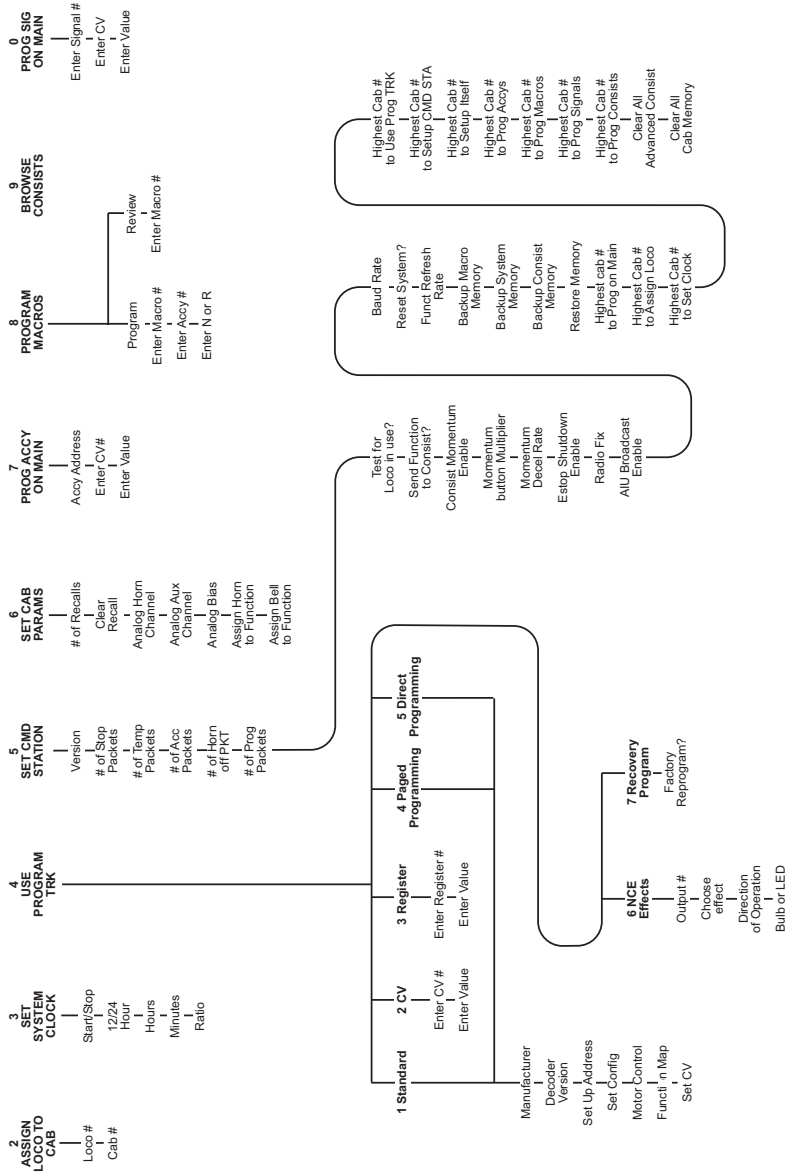 2
ASSIGN
LOCO TO
CAB
Loco #
Cab #
3
SET
SYSTEM
CLOCK
Start/Stop
12/24
Hour
Hours
Minutes
Ratio
4
USE
PROGRAM
TRK
1 Standard
Manufacturer
Decoder
Version
Set Up Address
Set Config
Motor Control
Functi n Map
Set CV
2 CV
Enter CV #
Enter Value
3 Register
Enter Register #
Enter Value
4 Paged
Programming
5 Direct
Programming
6 NCE
Effects
Output #
Choose
effect
Direction
of Operation
Bulb or LED
7 Recovery
Program
Factory
Reprogram?
5
SET CMD
STATION
Version
# of Stop
Packets
# of Temp
Packets
# of Acc
Packets
# of Horn
off PKT
# of Prog
Packets
Test for
Loco in use?
Send Function
to Consist?
Consist Momentum
Enable
Momentum
button Multiplier
Momentum
Decel Rate
Estop Shutdown
Enable
Radio Fix
AIU Broadcast
Enable
Baud Rate
Reset System?
Funct Refresh
Rate
Backup Macro
Memory
Backup System
Memory
Backup Consist
Memory
Restore Memory
Highest cab #
to Prog on Main
Highest Cab #
to Assign Loco
Highest Cab #
to Set Clock
Highest Cab #
to Use Prog TRK
Highest Cab #
to Setup CMD STA
Highest Cab #
to Setup Itself
Highest Cab #
to Prog Accys
Highest Cab #
to Prog Macros
Highest Cab #
to Prog Signals
Highest Cab #
to Prog Consists
Clear All
Advanced Consist
Clear All
Cab Memory
6
SET CAB
PARAMS
# of Recalls
Clear
Recall
Analog Horn
Channel
Analog Aux
Channel
Analog Bias
Assign Horn
to Function
Assign Bell
to Function
7
PROG ACCY
ON MAIN
Accy Address
Enter CV#
Enter Value
8
PROGRAM
MACROS
Program
Enter Macro #
Enter Accy #
Enter N or R
Review
Enter Macro #
9
BROWSE
CONSISTS
0
PROG SIG
ON MAIN
Enter Signal #
Enter CV
Enter Value